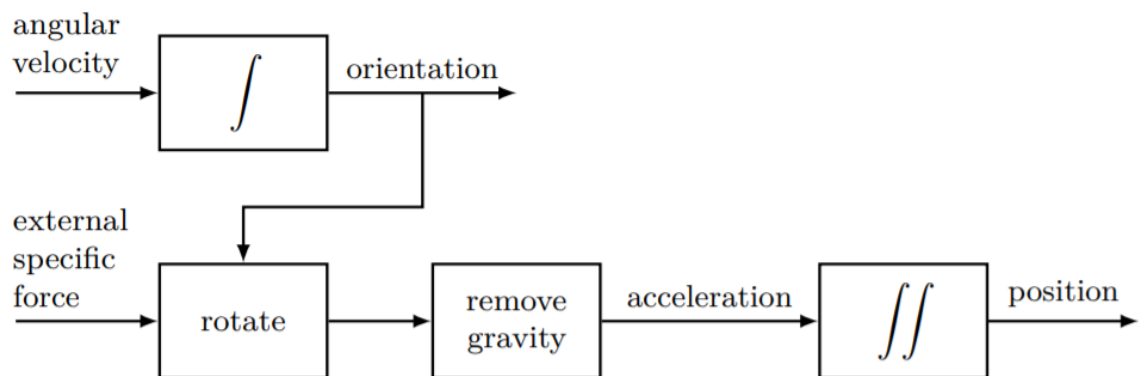 angular
velocity
∫
orientation
external
specific
force
rotate
remove
gravity
acceleration
∬
position